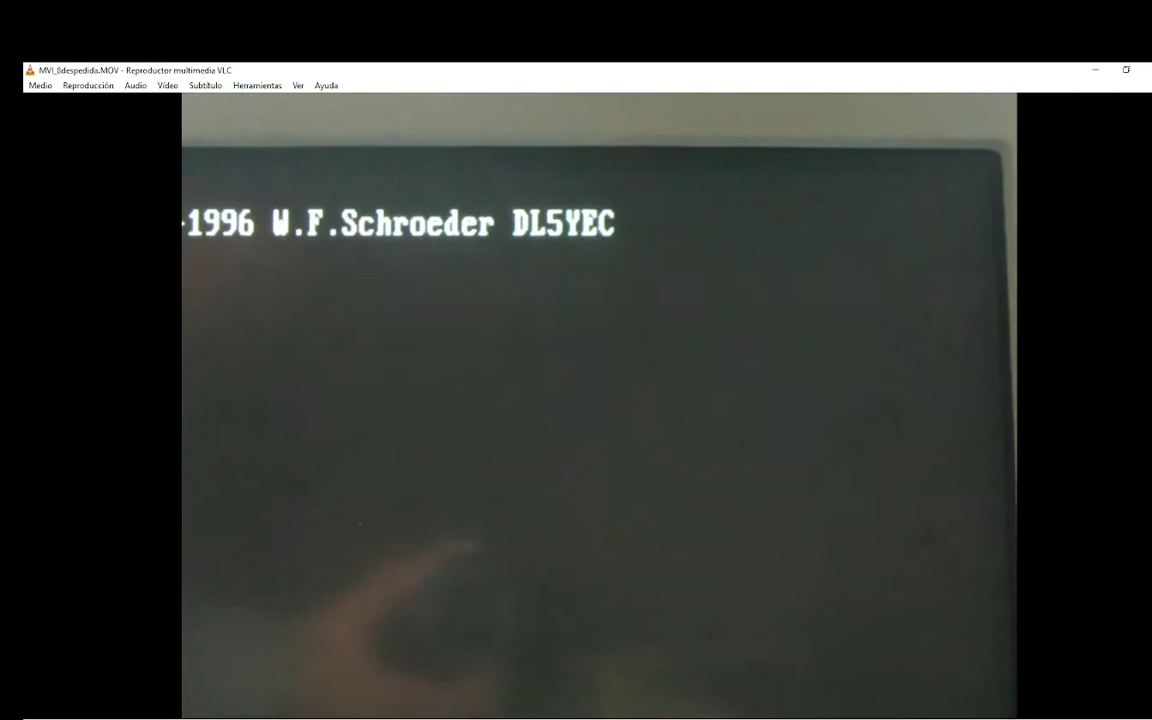 MVI_8despedida.MOV - Reproductor multimedia VLC
Medio Reproducción Audio Vídeo Subtítulo Herramientas Ver Ayuda
-1996 W.F.Schroeder DL5YEC